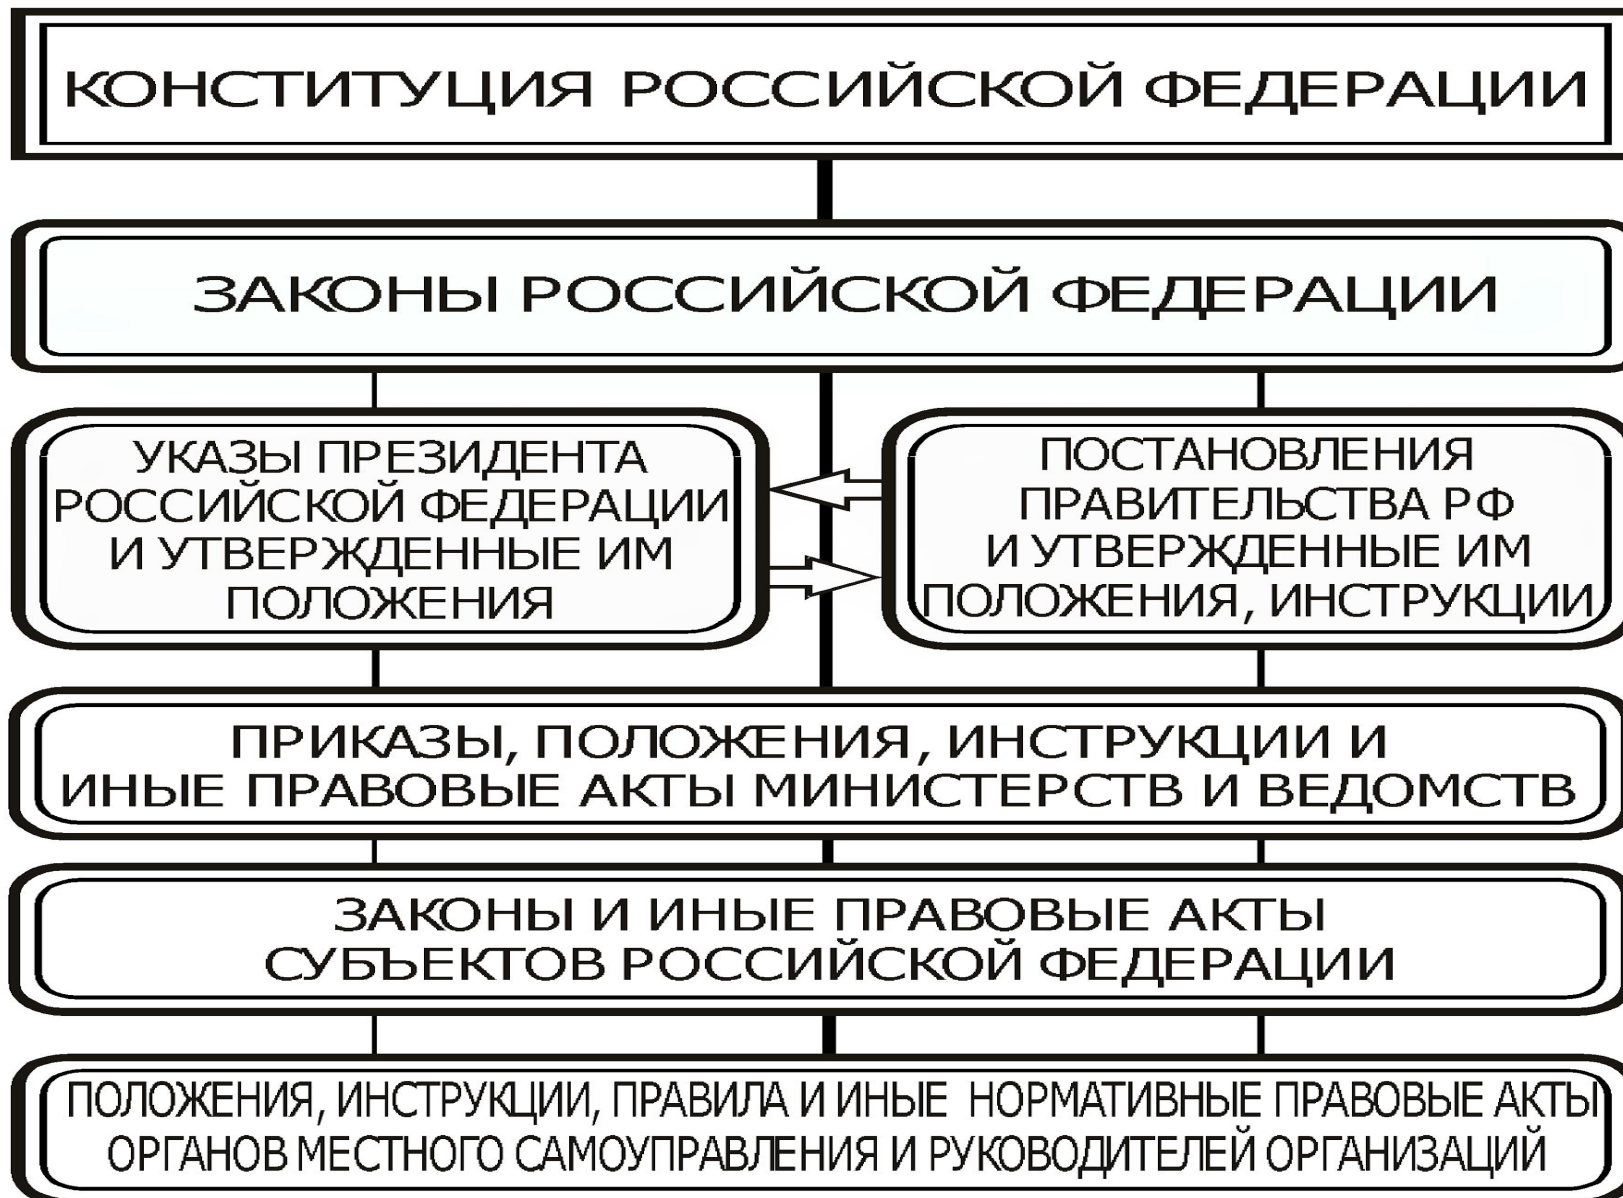 КОНСТИТУЦИЯ РОССИЙСКОЙ ФЕДЕРАЦИИ
ЗАКОНЫ РОССИЙСКОЙ ФЕДЕРАЦИИ
УКАЗЫ ПРЕЗИДЕНТА
РОССИЙСКОЙ ФЕДЕРАЦИИ
И УТВЕРЖДЕННЫЕ ИМ
ПОЛОЖЕНИЯ
ПОСТАНОВЛЕНИЯ
ПРАВИТЕЛЬСТВА РФ
И УТВЕРЖДЕННЫЕ ИМ
ПОЛОЖЕНИЯ, ИНСТРУКЦИИ
ПРИКАЗЫ, ПОЛОЖЕНИЯ, ИНСТРУКЦИИ И
ИНЫЕ ПРАВОВЫЕ АКТЫ МИНИСТЕРСТВ И ВЕДОМСТВ
ЗАКОНЫ И ИНЫЕ ПРАВОВЫЕ АКТЫ
СУБЪЕКТОВ РОССИЙСКОЙ ФЕДЕРАЦИИ
ПОЛОЖЕНИЯ, ИНСТРУКЦИИ, ПРАВИЛА И ИНЫЕ НОРМАТИВНЫЕ ПРАВОВЫЕ АКТЫ
ОРГАНОВ МЕСТНОГО САМОУПРАВЛЕНИЯ И РУКОВОДИТЕЛЕЙ ОРГАНИЗАЦИЙ